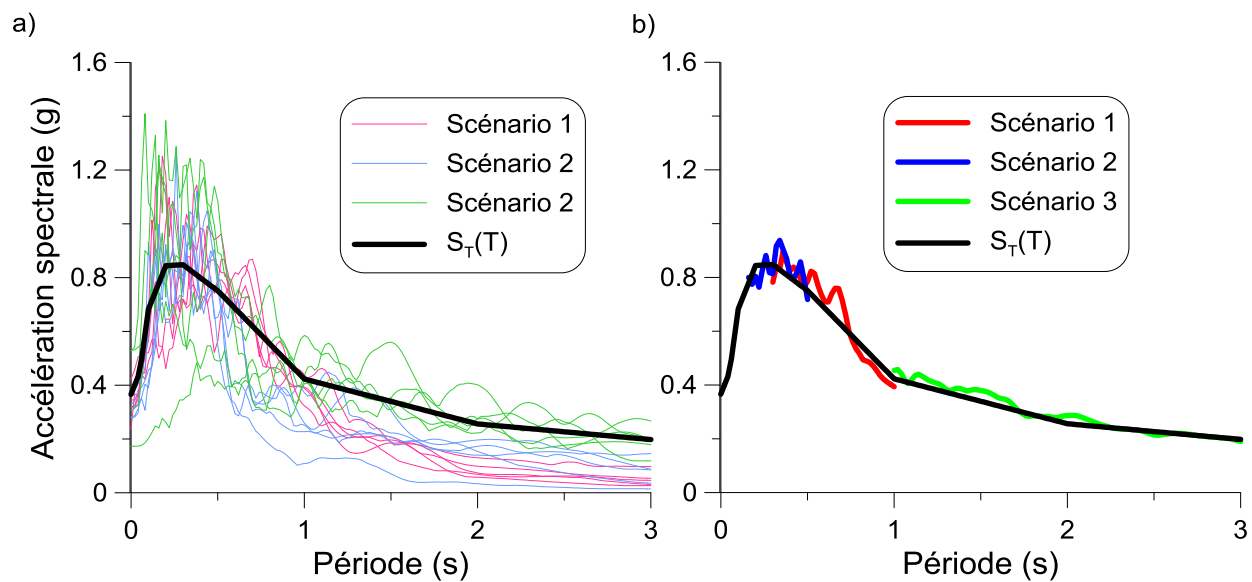 a)
1.6
1.2
0.8
0.4
0
Accélération spectrale (g)
Scénario 1
Scénario 2
Scénario 2
ST(T)
0
1
2
3
Période (s)
b)
1.6
1.2
0.8
0.4
0
Scénario 1
Scénario 2
Scénario 3
ST(T)
0
1
2
3
Période (s)